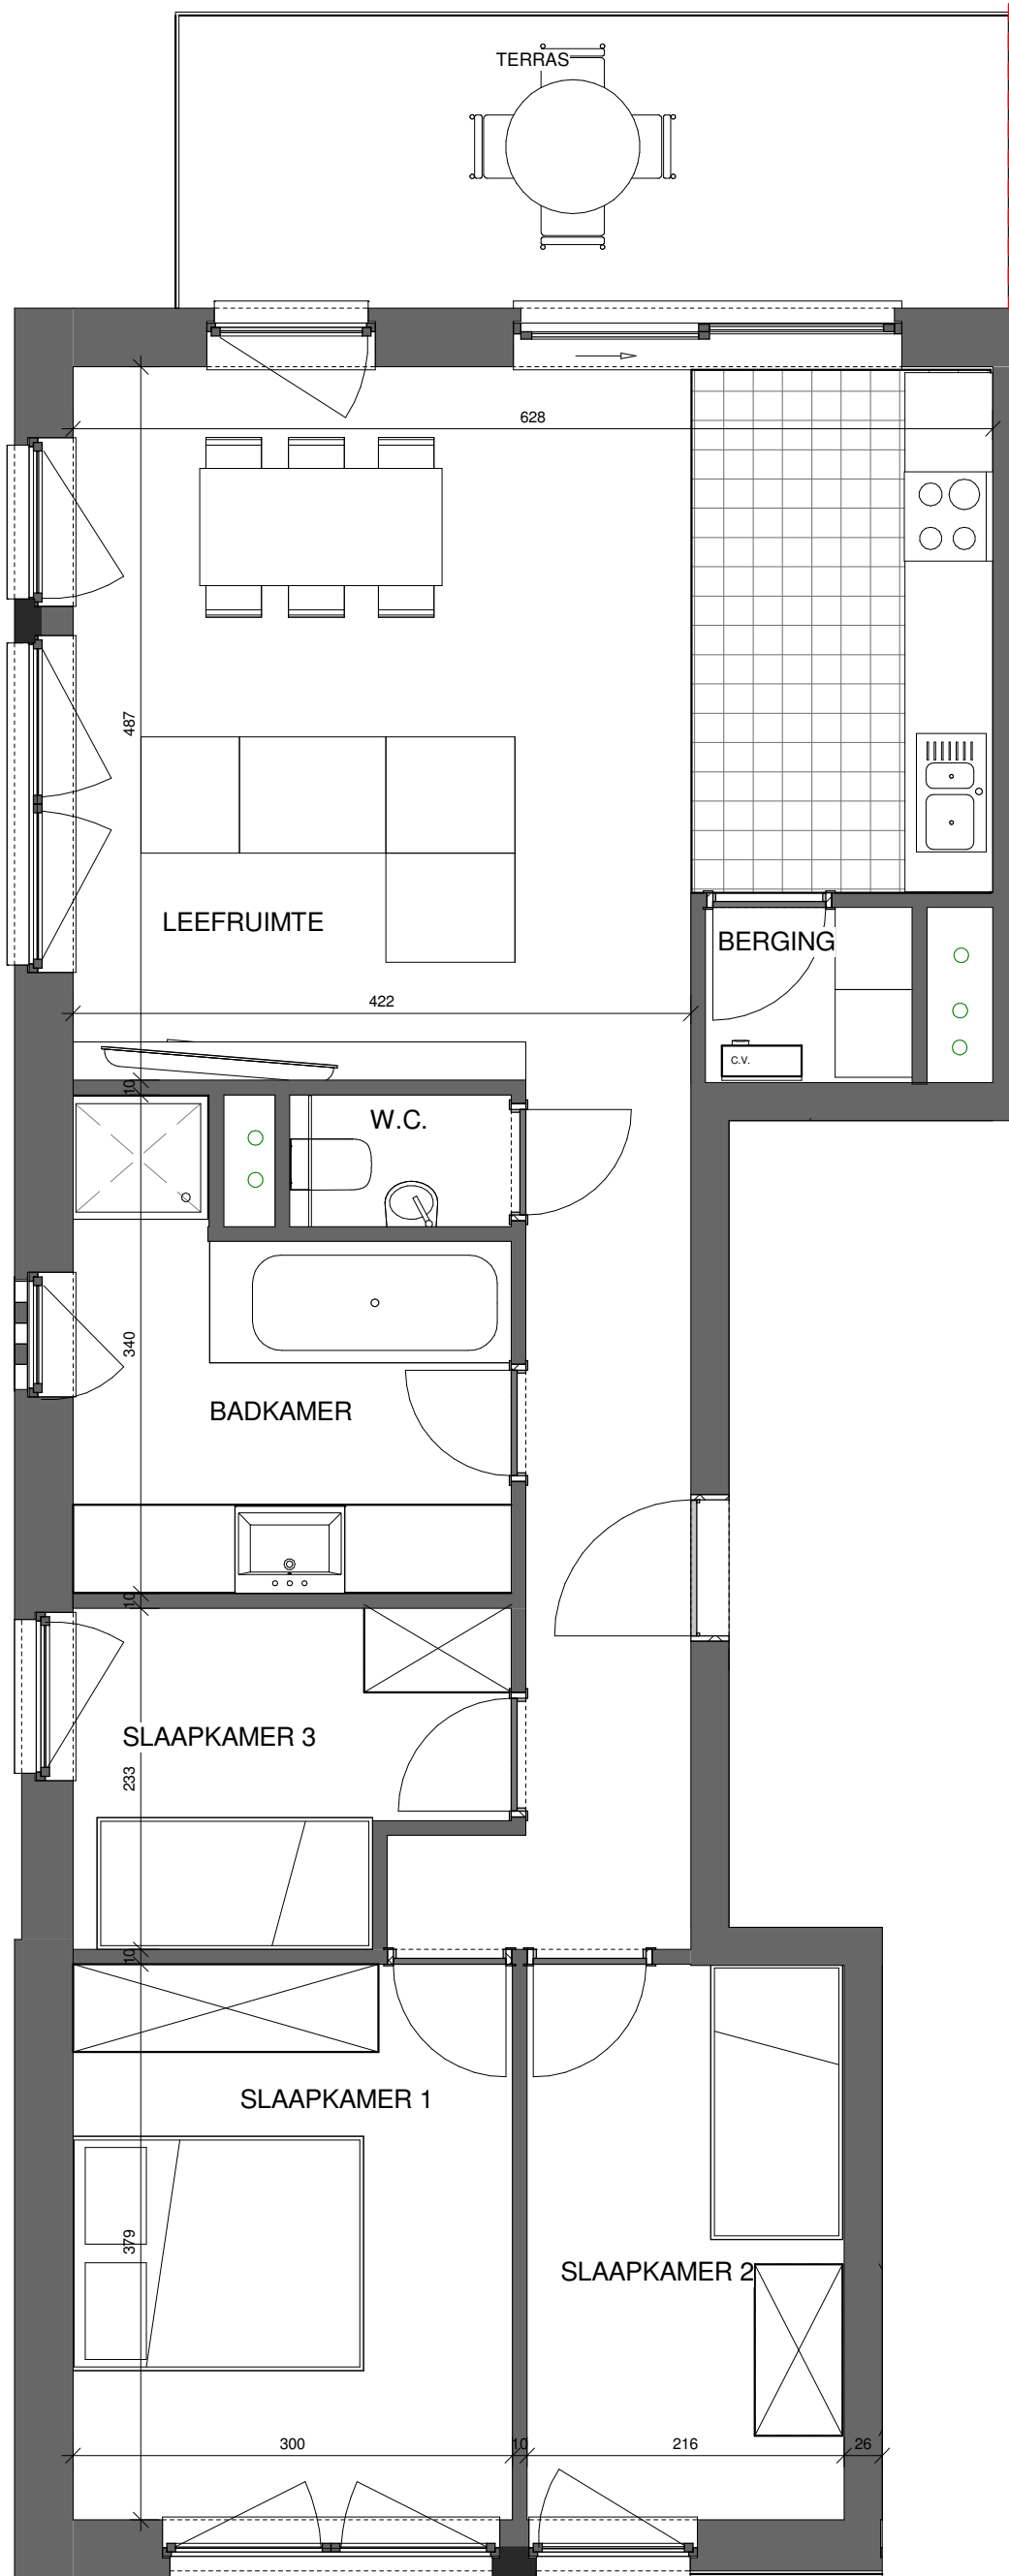 TERRAS
628
487
LEEFRUIMTE
BERGING
422
C.V.
10
W.C.
340
BADKAMER
10
SLAAPKAMER 3
233
10
SLAAPKAMER 1
379
SLAAPKAMER 2
300
10
216
26